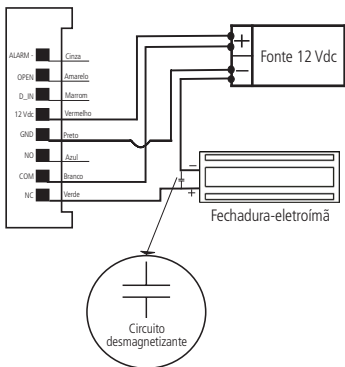 ALARM - Cinza
OPEN Amarelo
D_IN Marrom
12 Vdc Vermelho
GND Preto
NO Azul
COM Branco
NC Verde
+
−
Fonte 12 Vdc
−
+
Fechadura-eletroímã
Circuito
desmagnetizante